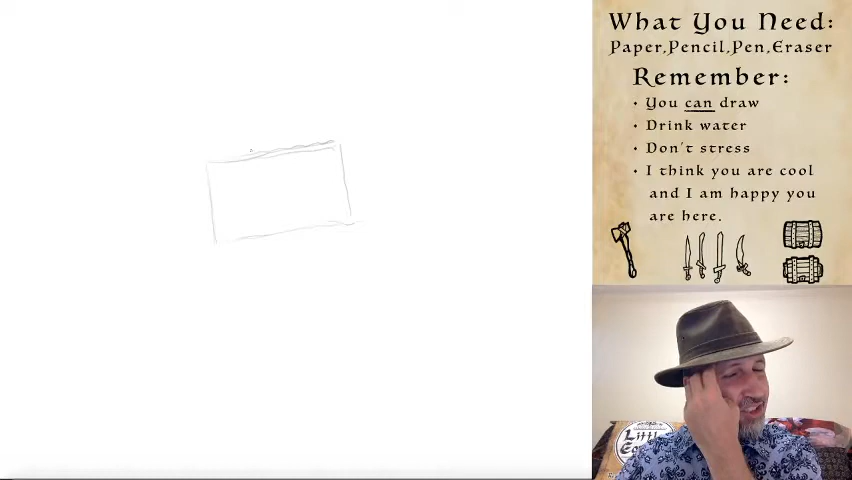 What You Need:
Paper,Pencil,Pen,Eraser
Remember:
• You can draw
• Drink water
• Don't stress
• I think you are cool
and I am happy you
are here.
Little